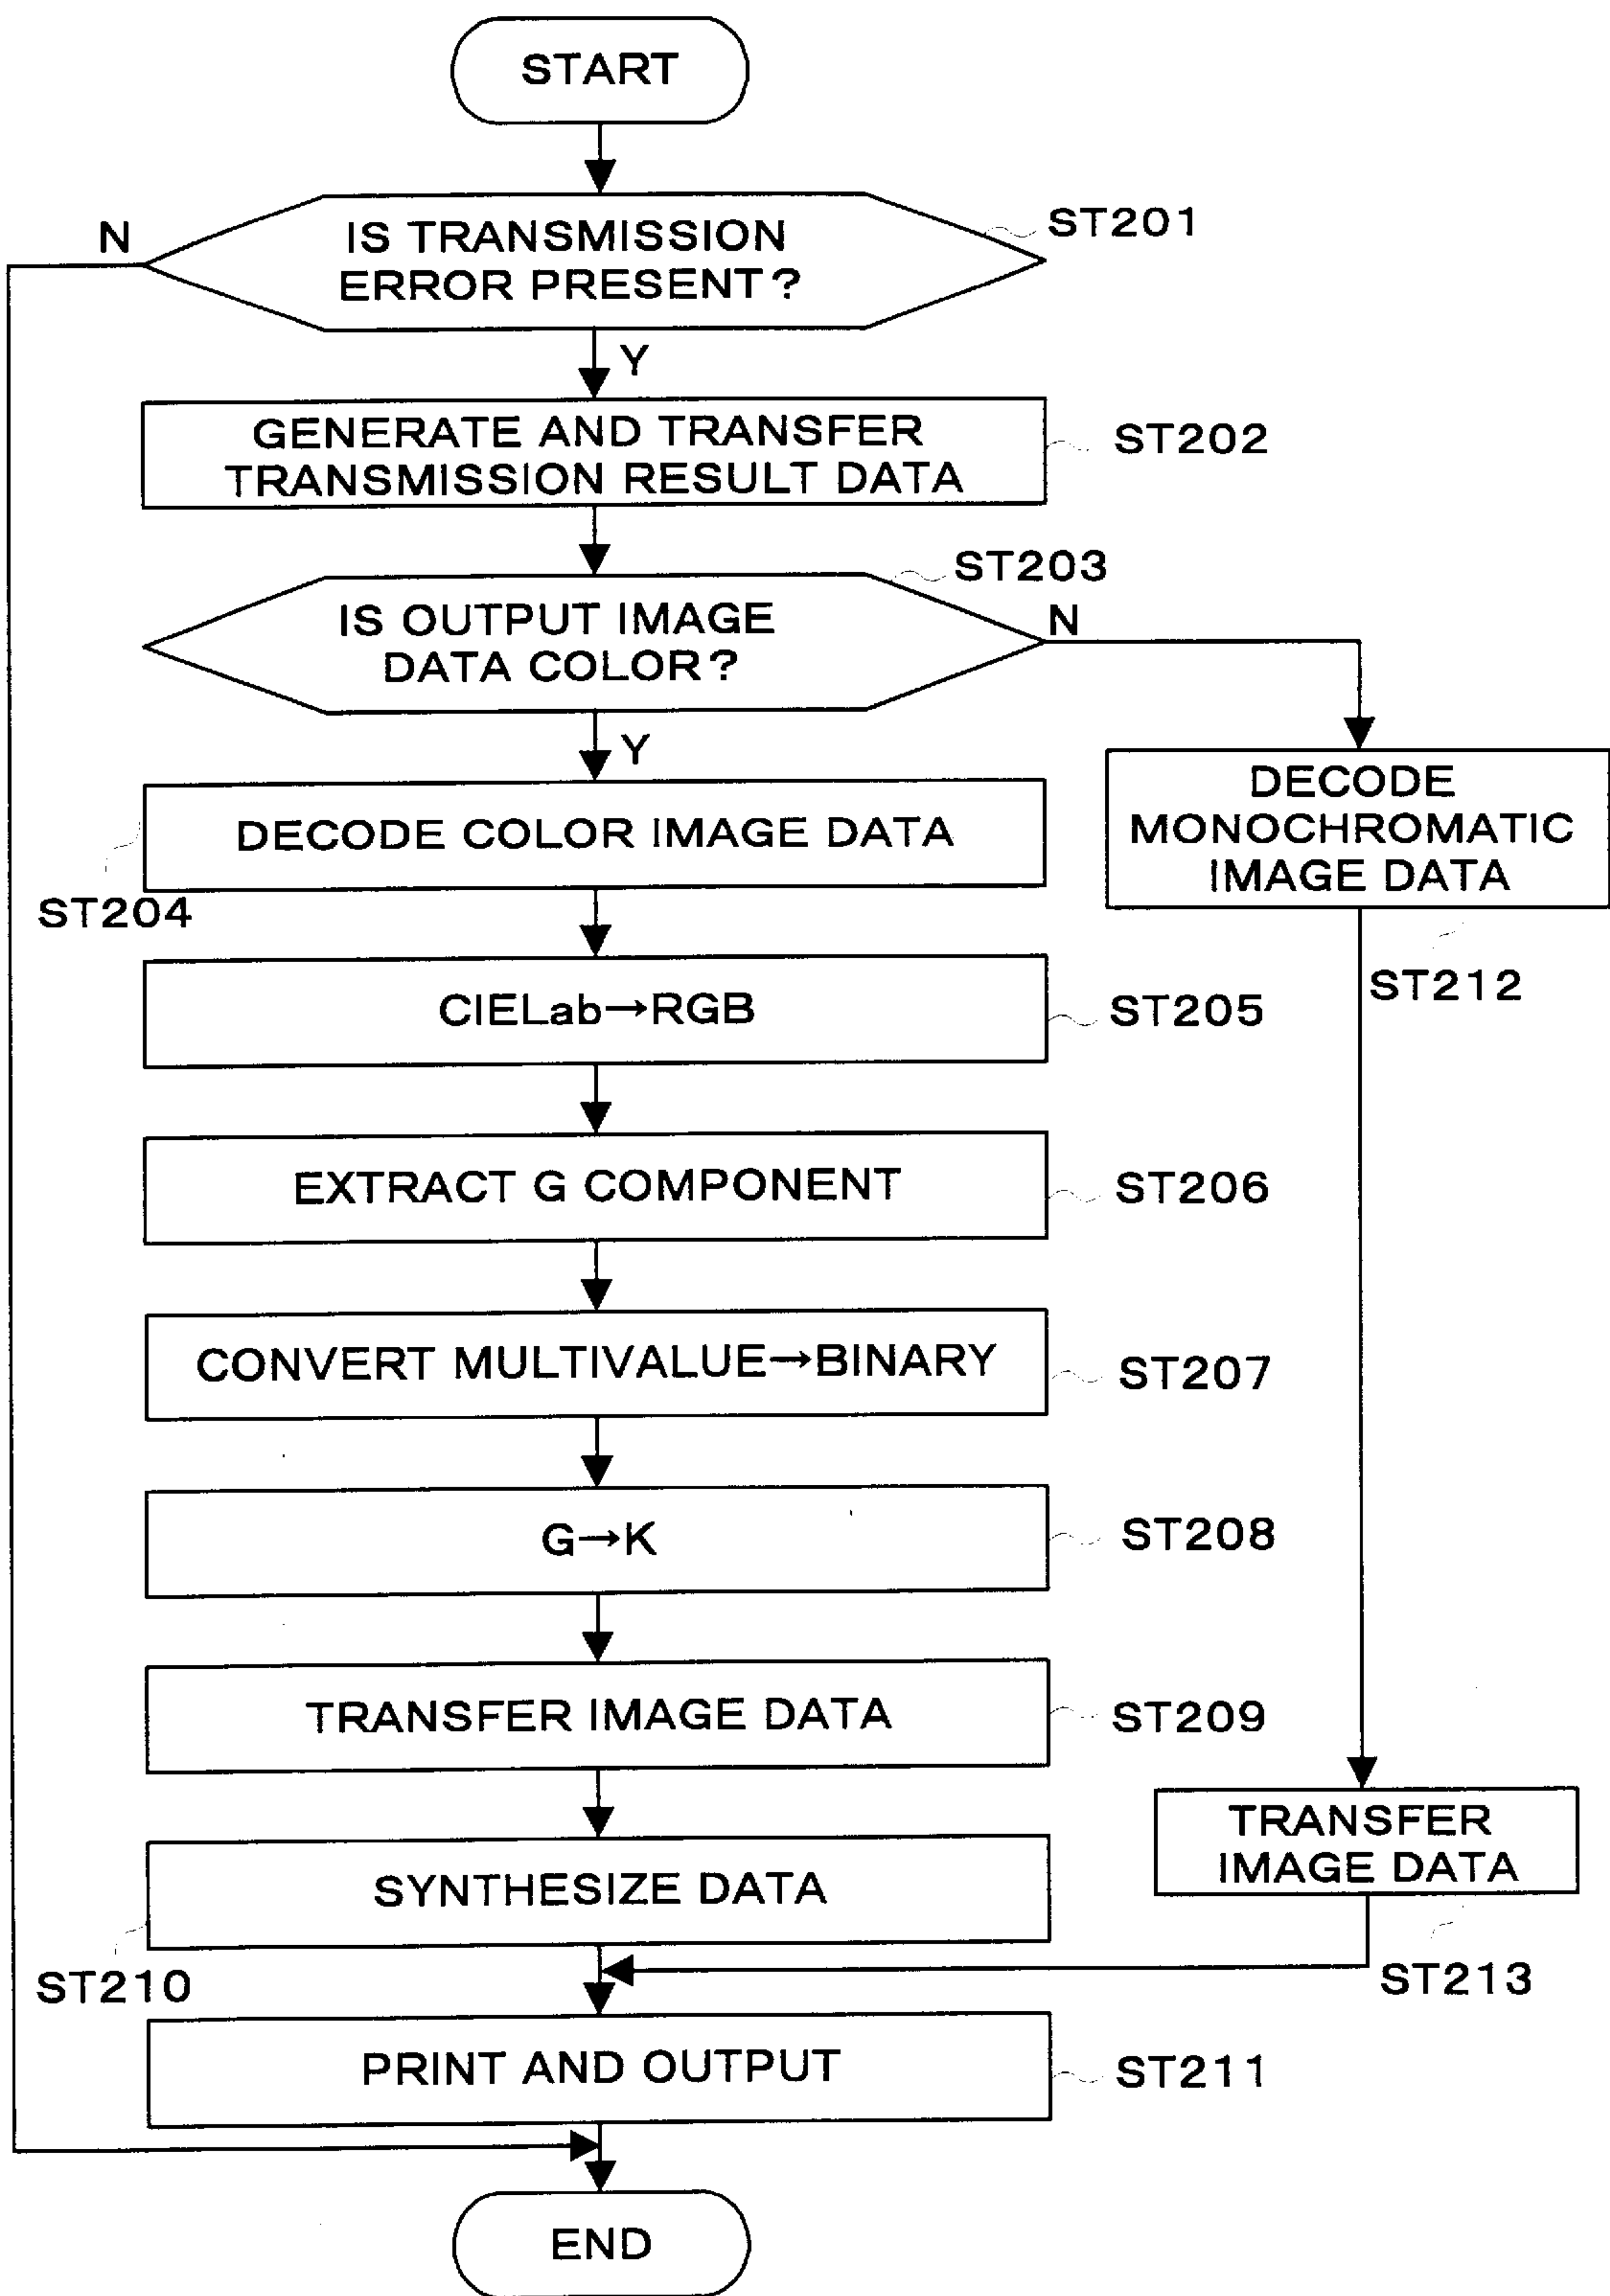 START
N
IS TRANSMISSION
ERROR PRESENT?
ST201
Y
GENERATE AND TRANSFER
TRANSMISSION RESULT DATA
ST202
ST203
IS OUTPUT IMAGE
DATA COLOR?
N
Y
DECODE COLOR IMAGE DATA
ST204
DECODE
MONOCHROMATIC
IMAGE DATA
ST212
CIELab→RGB
ST205
EXTRACT G COMPONENT
ST206
CONVERT MULTIVALUE→BINARY
ST207
G→K
ST208
TRANSFER IMAGE DATA
ST209
TRANSFER
IMAGE DATA
ST213
SYNTHESIZE DATA
ST210
PRINT AND OUTPUT
ST211
END